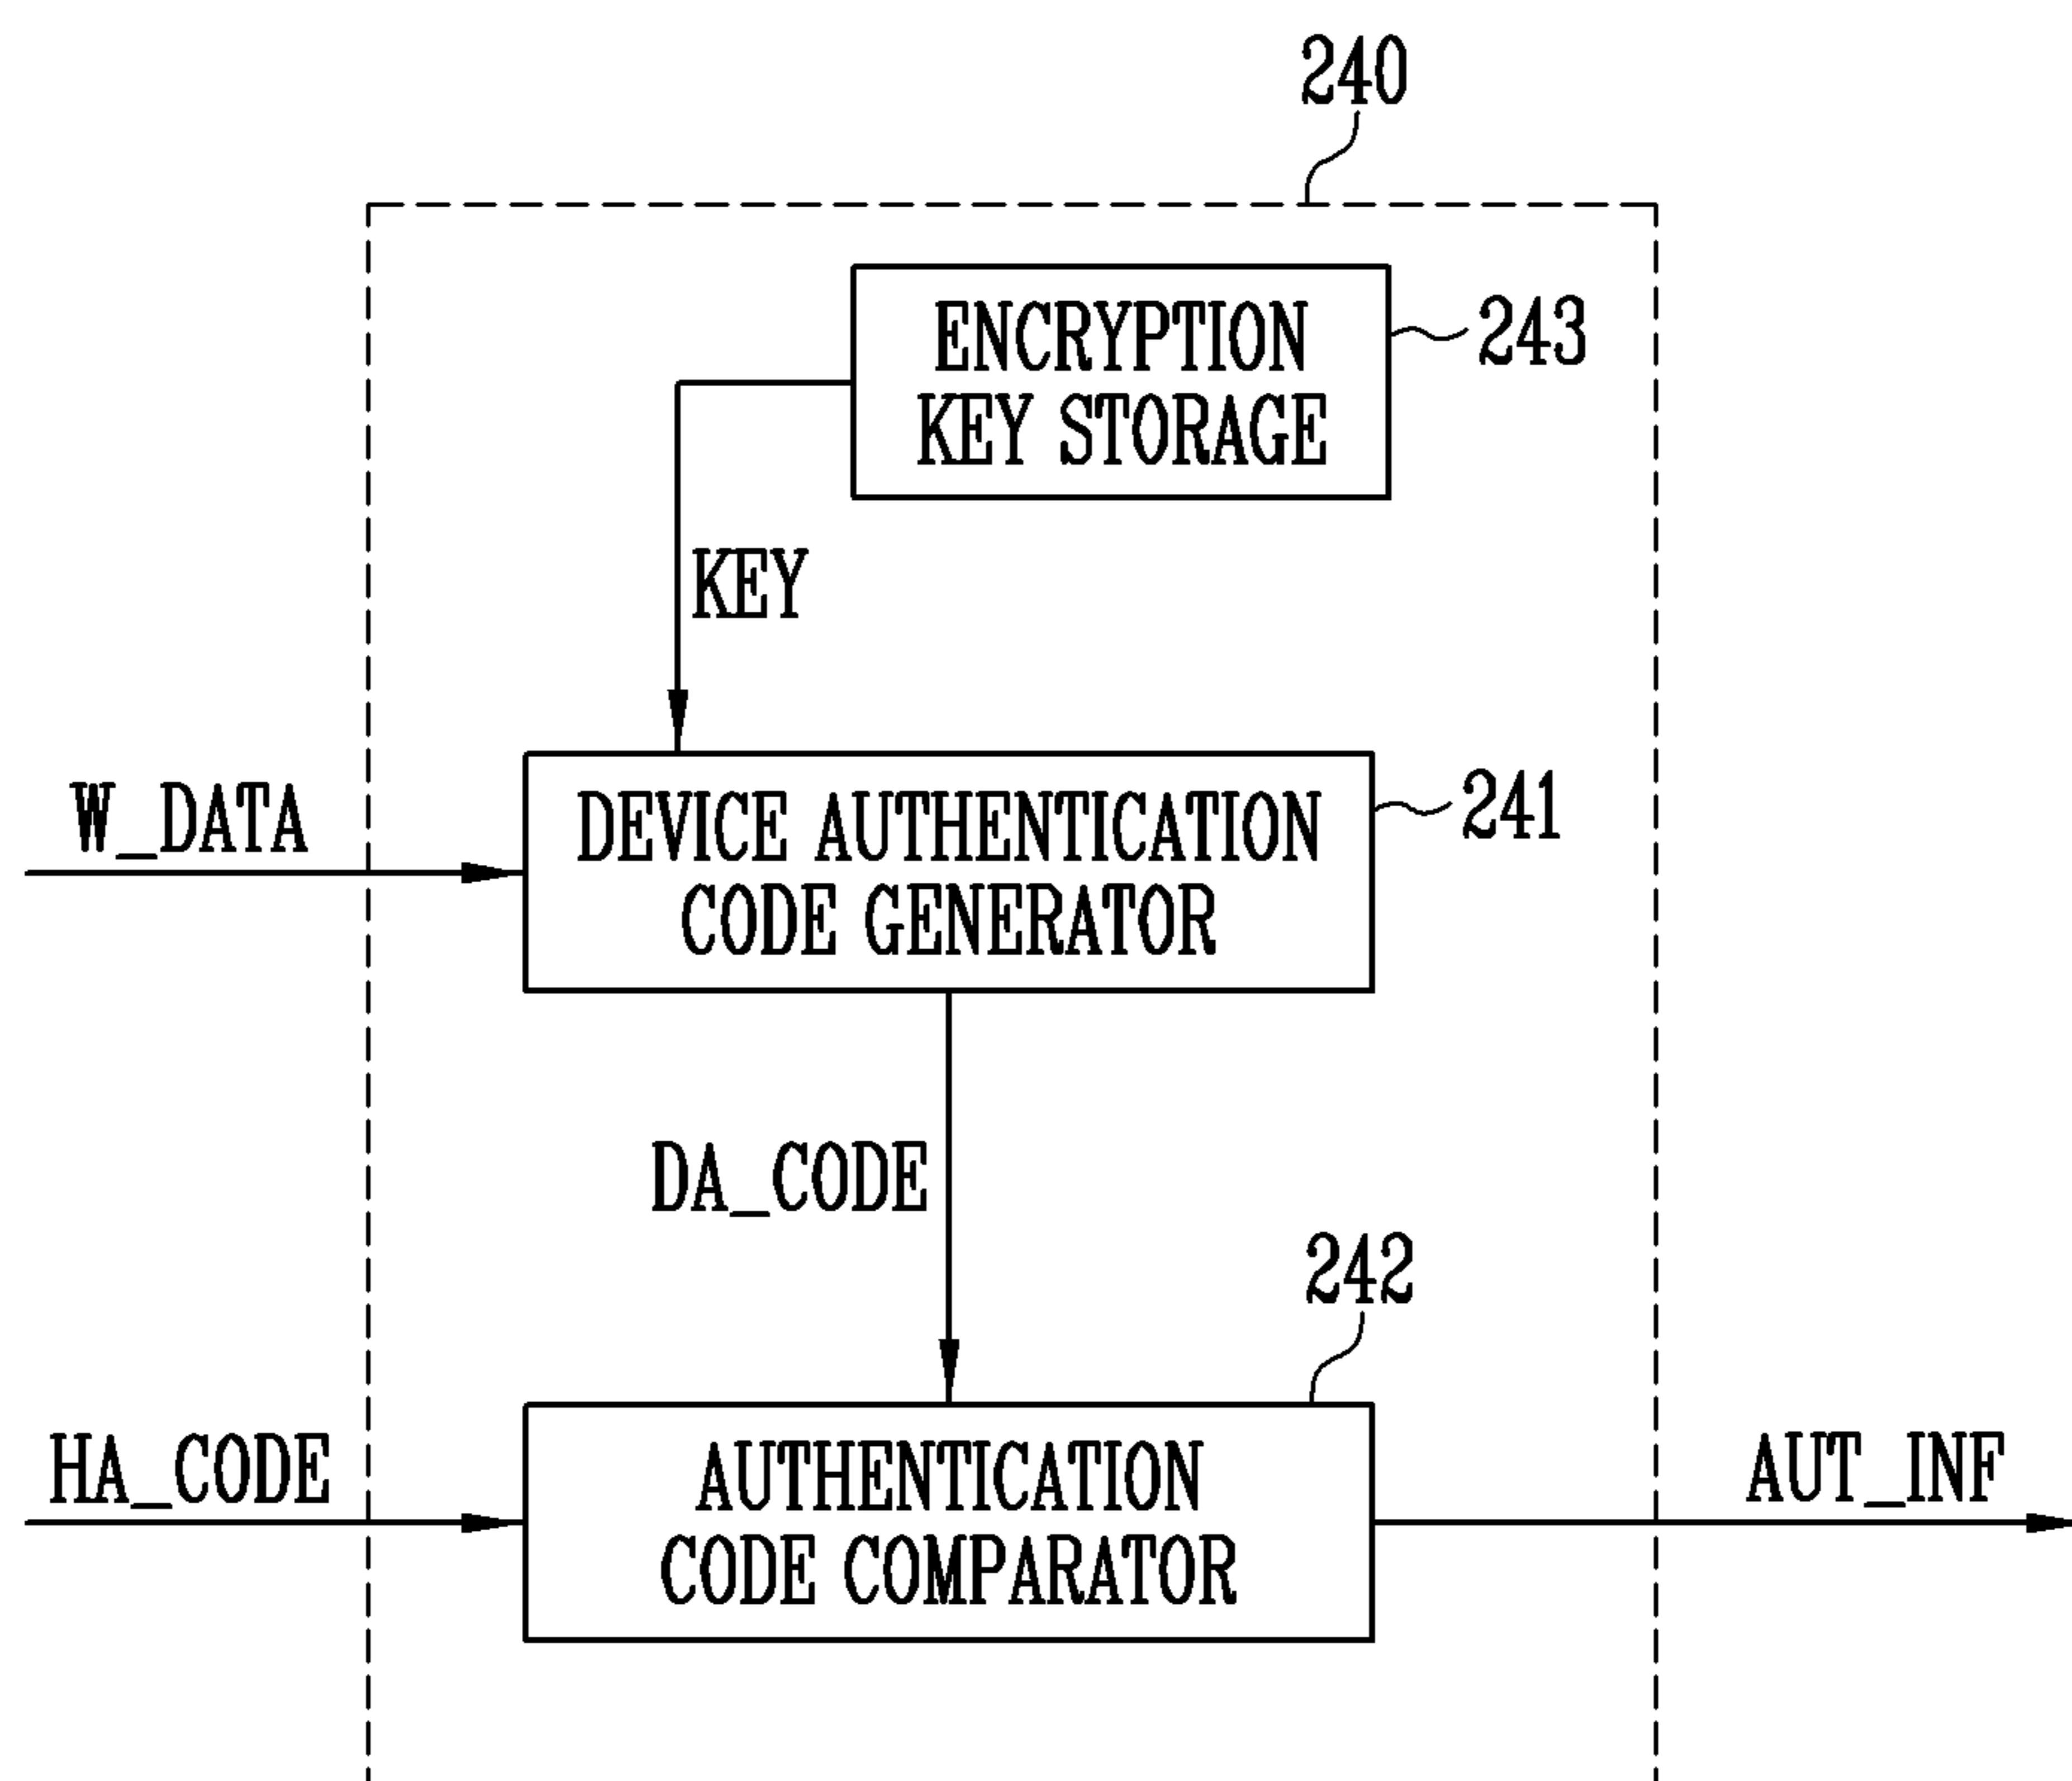 240
ENCRYPTION
KEY STORAGE
243
KEY
W_DATA
DEVICE AUTHENTICATION
CODE GENERATOR
241
DA_CODE
242
HA_CODE
AUTHENTICATION
CODE COMPARATOR
AUT_INF